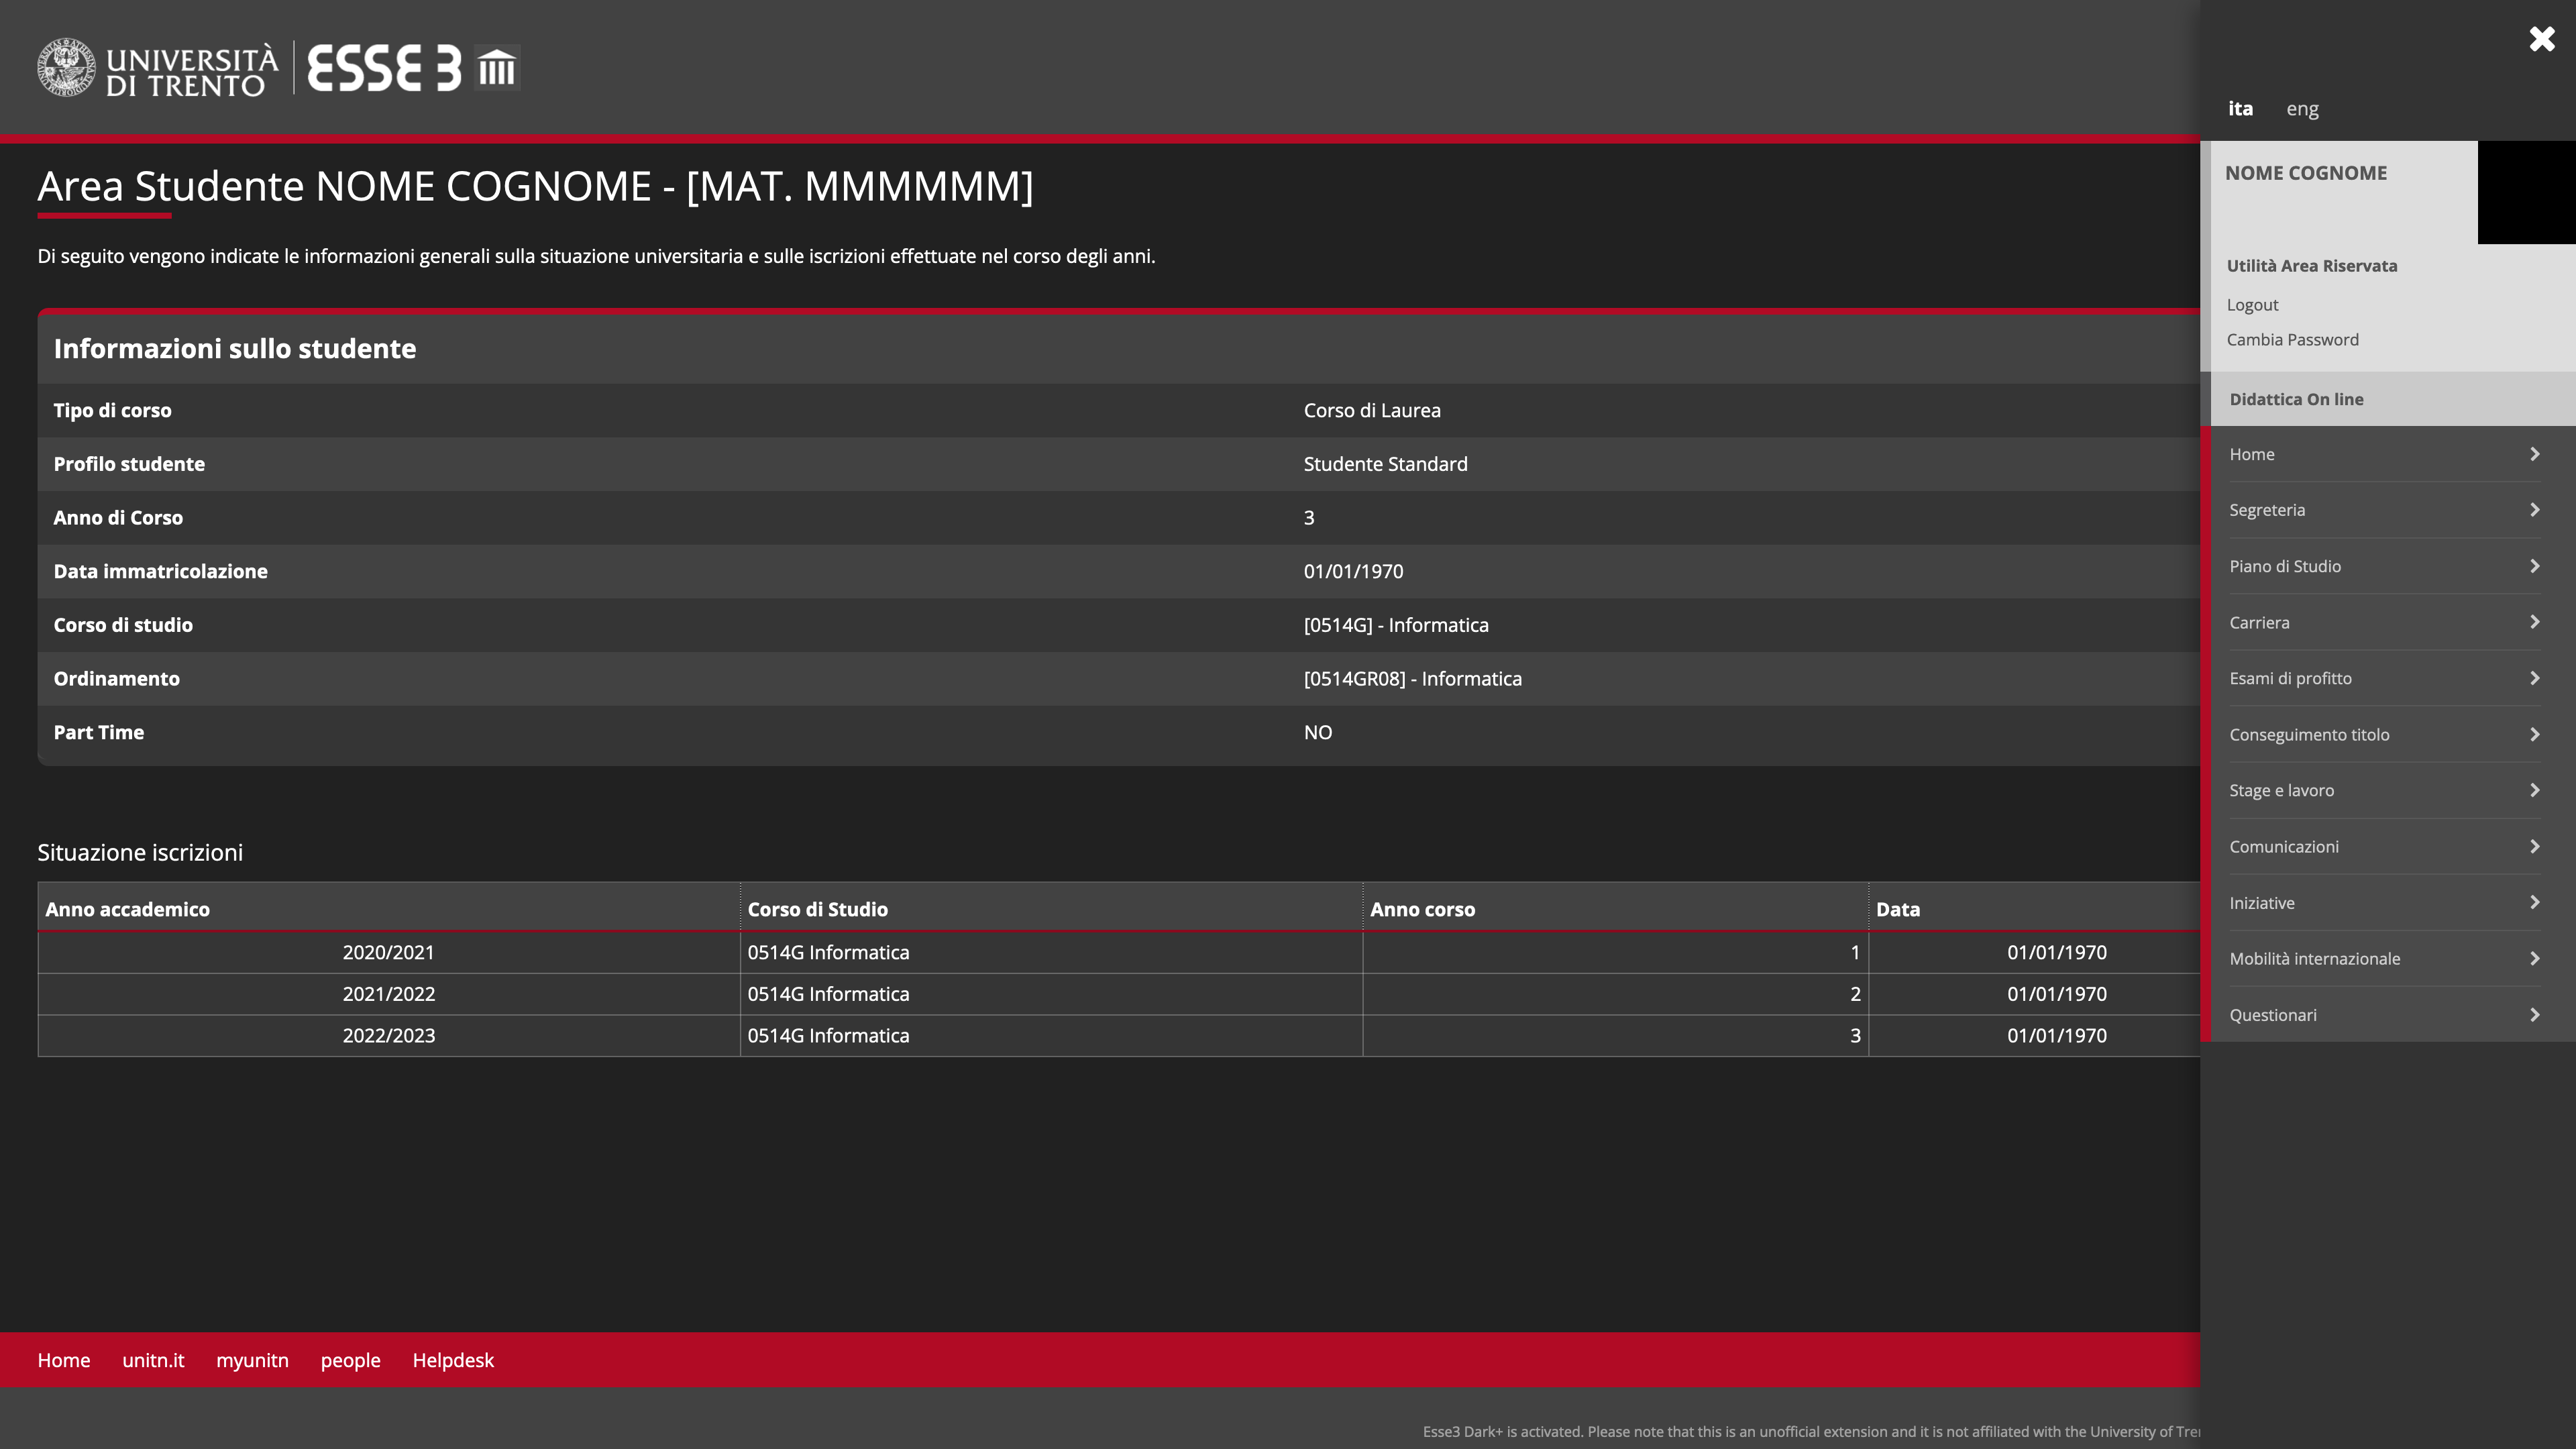 UNIVERSITÀ
DI TRENTO
ESSE3
Area Studente NOME COGNOME - [MAT. MMMMMM]
Di seguito vengono indicate le informazioni generali sulla situazione universitaria e sulle iscrizioni effettuate nel corso degli anni.
Informazioni sullo studente
Tipo di corso Corso di Laurea
Profilo studente Studente Standard
Anno di Corso 3
Data immatricolazione 01/01/1970
Corso di studio [0514G] - Informatica
Ordinamento [0514GR08] - Informatica
Part Time NO
Situazione iscrizioni
Anno accademico Corso di Studio Anno corso Data
2020/2021 0514G Informatica 1 01/01/1970
2021/2022 0514G Informatica 2 01/01/1970
2022/2023 0514G Informatica 3 01/01/1970
Home unitn.it myunitn people Helpdesk
Esse3 Dark+ is activated. Please note that this is an unofficial extension and it is not affiliated with the University of
ita eng
NOME COGNOME
Utilità Area Riservata
Logout
Cambia Password
Didattica On line
Home
Segreteria
Piano di Studio
Carriera
Esami di profitto
Conseguimento titolo
Stage e lavoro
Comunicazioni
Iniziative
Mobilità internazionale
Questionari